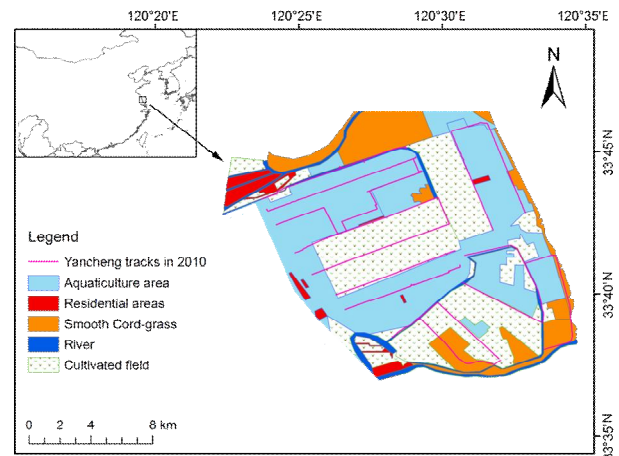 120°20'E 120°25'E 120°30'E 120°35'E
N
33°45'N
33°40'N
33°35'N
Legend
Yancheng tracks in 2010
Aquaticulture area
Residential areas
Smooth Cord-grass
River
Cultivated field
0 2 4 8 km